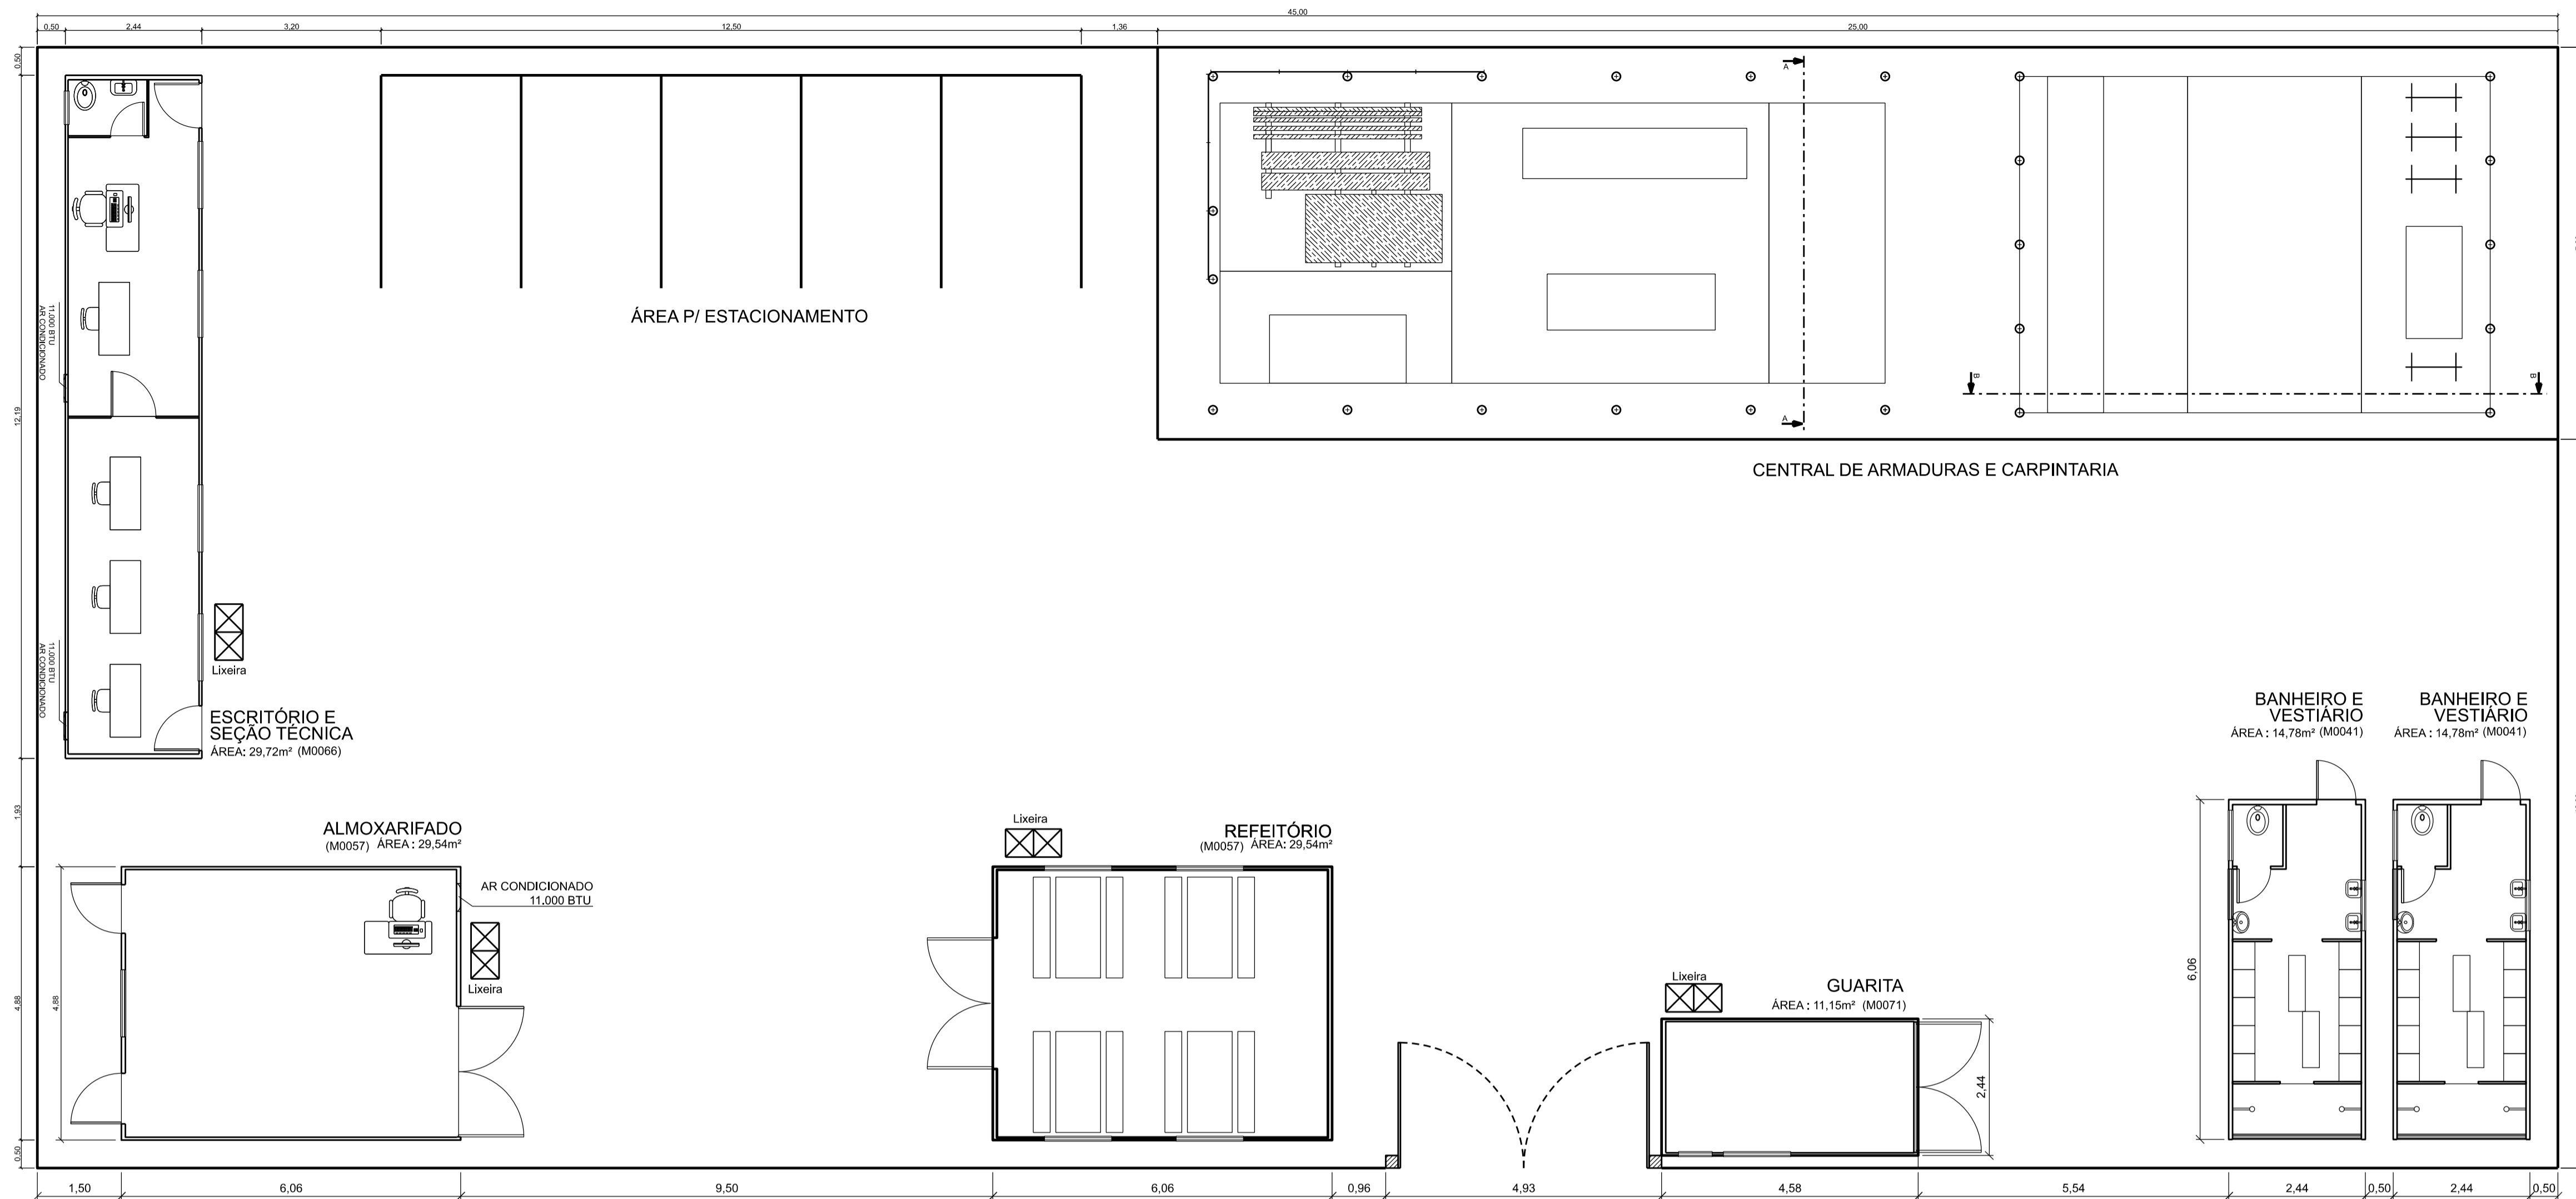 45,00
0,50 2,44 3,20 12,50 1,36 25,00
0,50
12,19
1,93
4,88
0,50
11.000 BTU
AR CONDICIONADO
11.000 BTU
AR CONDICIONADO
ÁREA P/ ESTACIONAMENTO
A
A
B
B
CENTRAL DE ARMADURAS E CARPINTARIA
Lixeira
ESCRITÓRIO E
SEÇÃO TÉCNICA
ÁREA: 29,72m² (M0066)
BANHEIRO E
VESTIÁRIO
ÁREA : 14,78m² (M0041)
BANHEIRO E
VESTIÁRIO
ÁREA : 14,78m² (M0041)
ALMOXARIFADO
(M0057) ÁREA : 29,54m²
4,88
AR CONDICIONADO
11.000 BTU
Lixeira
Lixeira
REFEITÓRIO
(M0057) ÁREA: 29,54m²
Lixeira
GUARITA
ÁREA : 11,15m² (M0071)
2,44
6,06
1,50 6,06 9,50 6,06 0,96 4,93 4,58 5,54 2,44 0,50 2,44 0,50